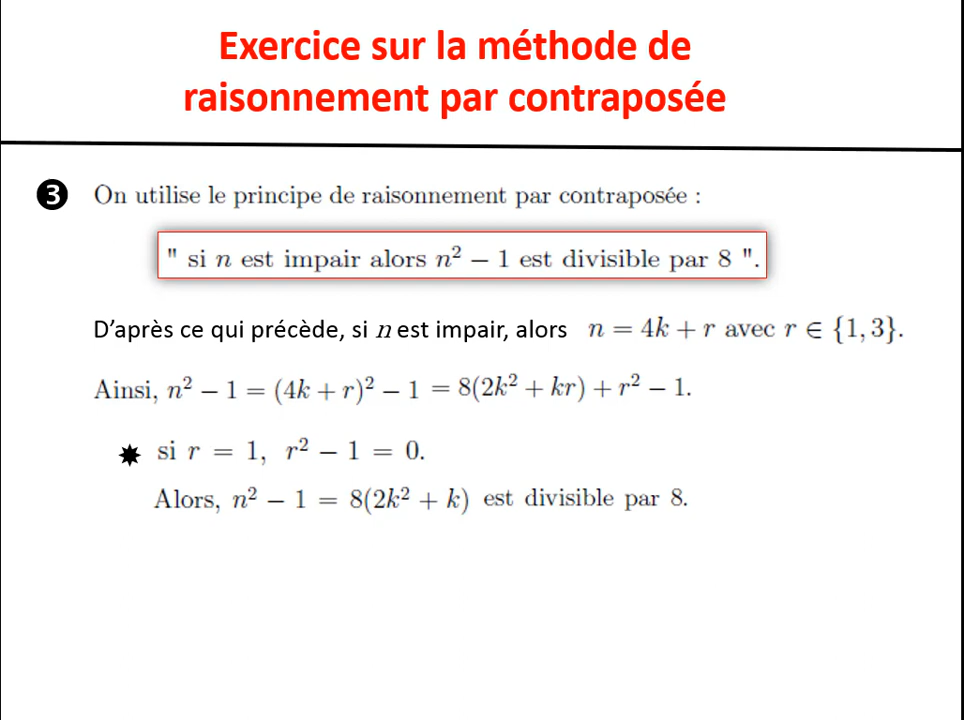 Exercice sur la méthode de
raisonnement par contraposée
3 On utilise le principe de raisonnement par contraposée :
" si n est impair alors n² − 1 est divisible par 8 ".
D’après ce qui précède, si n est impair, alors n = 4k + r avec r ∈ {1, 3}.
Ainsi, n² − 1 = (4k + r)² − 1 = 8(2k² + kr) + r² − 1.
si r = 1, r² − 1 = 0.
Alors, n² − 1 = 8(2k² + k) est divisible par 8.